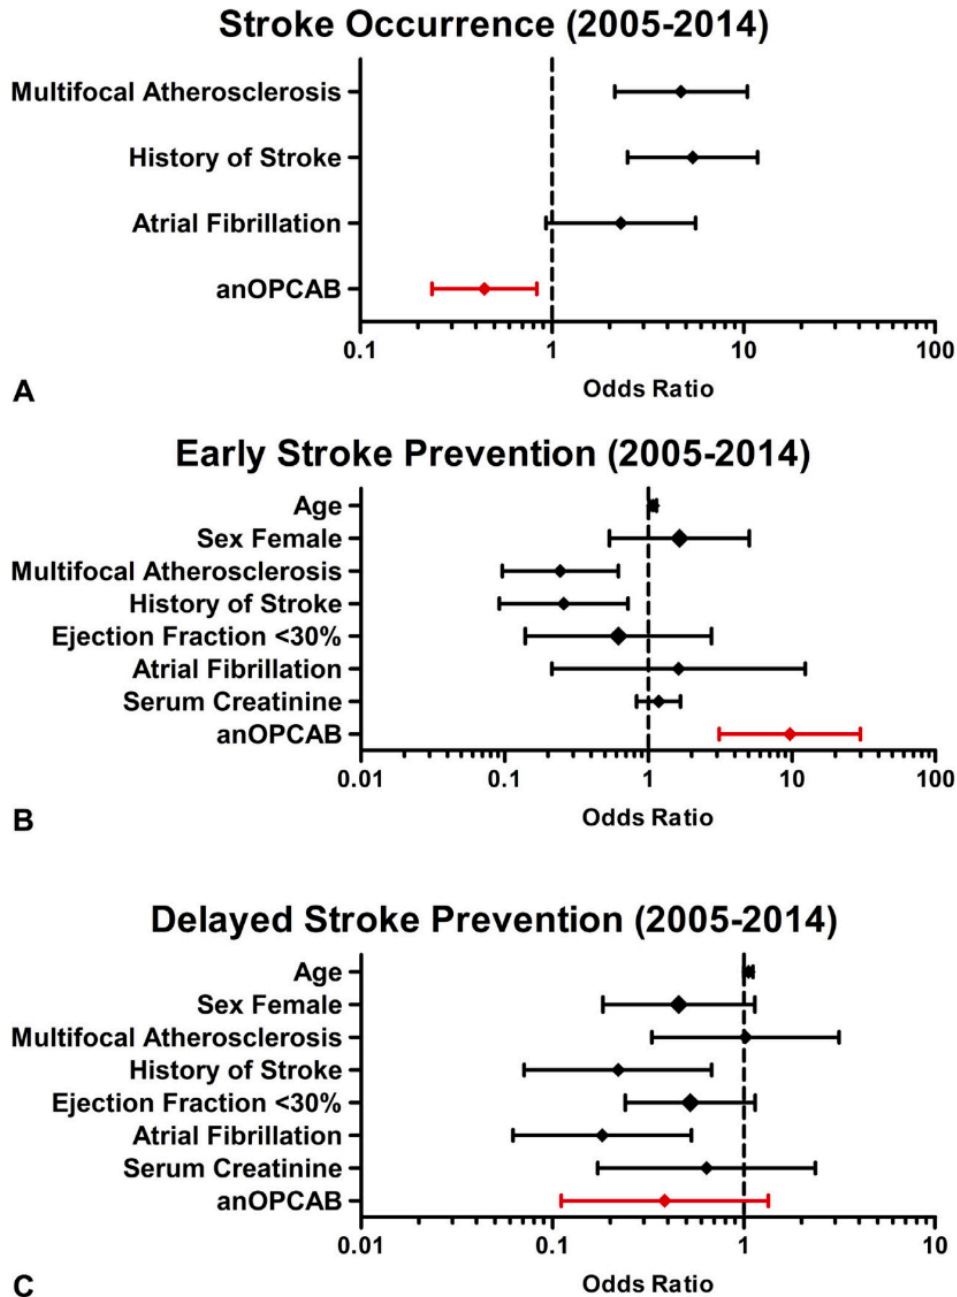 Stroke Occurrence (2005-2014)
Multifocal Atherosclerosis
History of Stroke
Atrial Fibrillation
anOPCAB
0.1 1 10 100
Odds Ratio
A
Early Stroke Prevention (2005-2014)
Age
Sex Female
Multifocal Atherosclerosis
History of Stroke
Ejection Fraction <30%
Atrial Fibrillation
Serum Creatinine
anOPCAB
0.01 0.1 1 10 100
Odds Ratio
B
Delayed Stroke Prevention (2005-2014)
Age
Sex Female
Multifocal Atherosclerosis
History of Stroke
Ejection Fraction <30%
Atrial Fibrillation
Serum Creatinine
anOPCAB
0.01 0.1 1 10
Odds Ratio
C